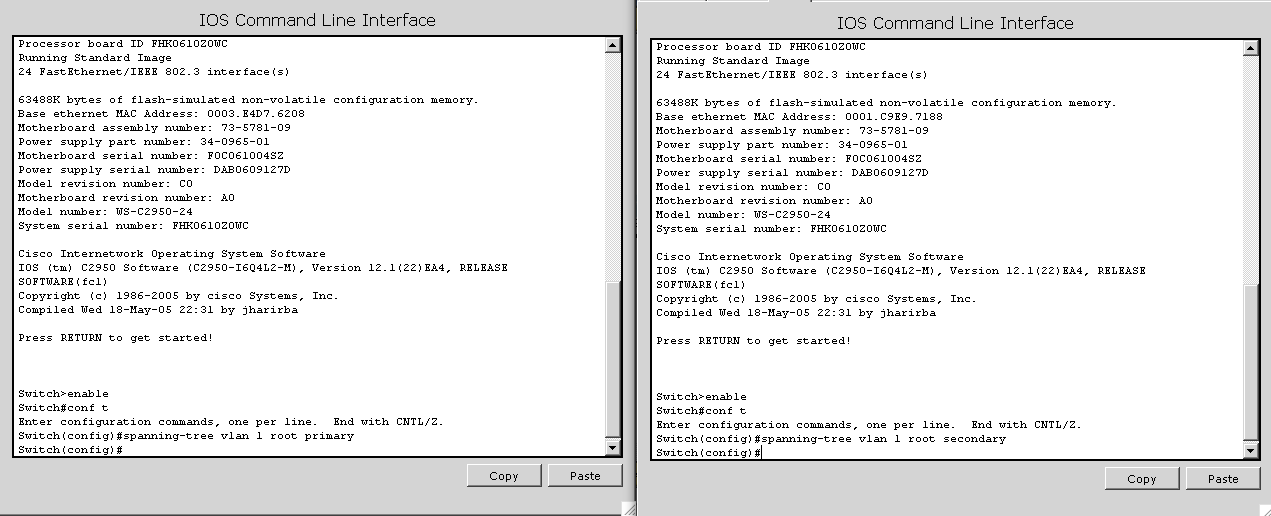 IOS Command Line Interface
Processor board ID FHK0610Z0WC
Running Standard Image
24 FastEthernet/IEEE 802.3 interface(s)
63488K bytes of flash-simulated non-volatile configuration memory.
Base ethernet MAC Address: 0003.E4D7.6208
Motherboard assembly number: 73-5781-09
Power supply part number: 34-0965-01
Motherboard serial number: FOC061004SZ
Power supply serial number: DAB0609127D
Model revision number: C0
Motherboard revision number: A0
Model number: WS-C2950-24
System serial number: FHK0610Z0WC
Cisco Internetwork Operating System Software
IOS (tm) C2950 Software (C2950-I6Q4L2-M), Version 12.1(22)EA4, RELEASE
SOFTWARE(fc1)
Copyright (c) 1986-2005 by cisco Systems, Inc.
Compiled Wed 18-May-05 22:31 by jharirba
Press RETURN to get started!
Switch>enable
Switch#conf t
Enter configuration commands, one per line.  End with CNTL/Z.
Switch(config)#spanning-tree vlan 1 root primary
Switch(config)#
Copy
Paste
IOS Command Line Interface
Processor board ID FHK0610Z0WC
Running Standard Image
24 FastEthernet/IEEE 802.3 interface(s)
63488K bytes of flash-simulated non-volatile configuration memory.
Base ethernet MAC Address: 0001.C9E9.7188
Motherboard assembly number: 73-5781-09
Power supply part number: 34-0965-01
Motherboard serial number: FOC061004SZ
Power supply serial number: DAB0609127D
Model revision number: C0
Motherboard revision number: A0
Model number: WS-C2950-24
System serial number: FHK0610Z0WC
Cisco Internetwork Operating System Software
IOS (tm) C2950 Software (C2950-I6Q4L2-M), Version 12.1(22)EA4, RELEASE
SOFTWARE(fc1)
Copyright (c) 1986-2005 by cisco Systems, Inc.
Compiled Wed 18-May-05 22:31 by jharirba
Press RETURN to get started!
Switch>enable
Switch#conf t
Enter configuration commands, one per line.  End with CNTL/Z.
Switch(config)#spanning-tree vlan 1 root secondary
Switch(config)#
Copy
Paste